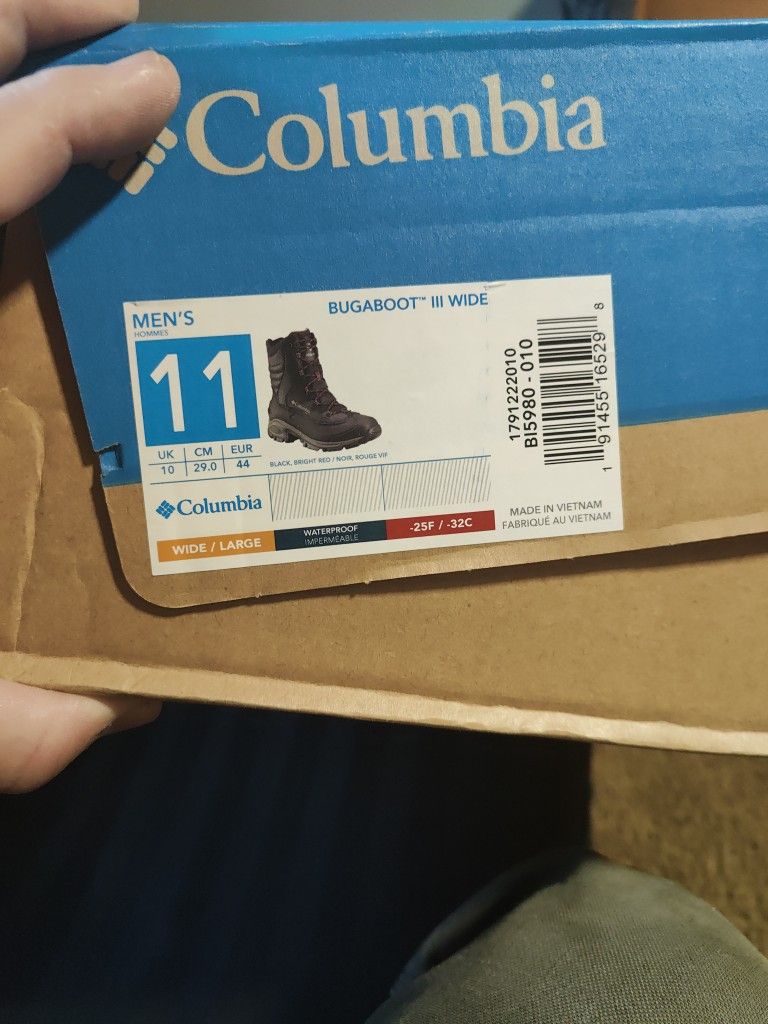 Columbia
MEN'S
HOMMES
BUGABOOT™ III WIDE
11
UK CM EUR
10 29.0 44
BLACK, BRIGHT RED / NOIR, ROUGE VIF
Columbia
WIDE / LARGE
WATERPROOF
IMPERMÉABLE
-25F / -32C
1791222010
BI5980 - 010
1 91455 16529 8
MADE IN VIETNAM
FABRIQUÉ AU VIETNAM